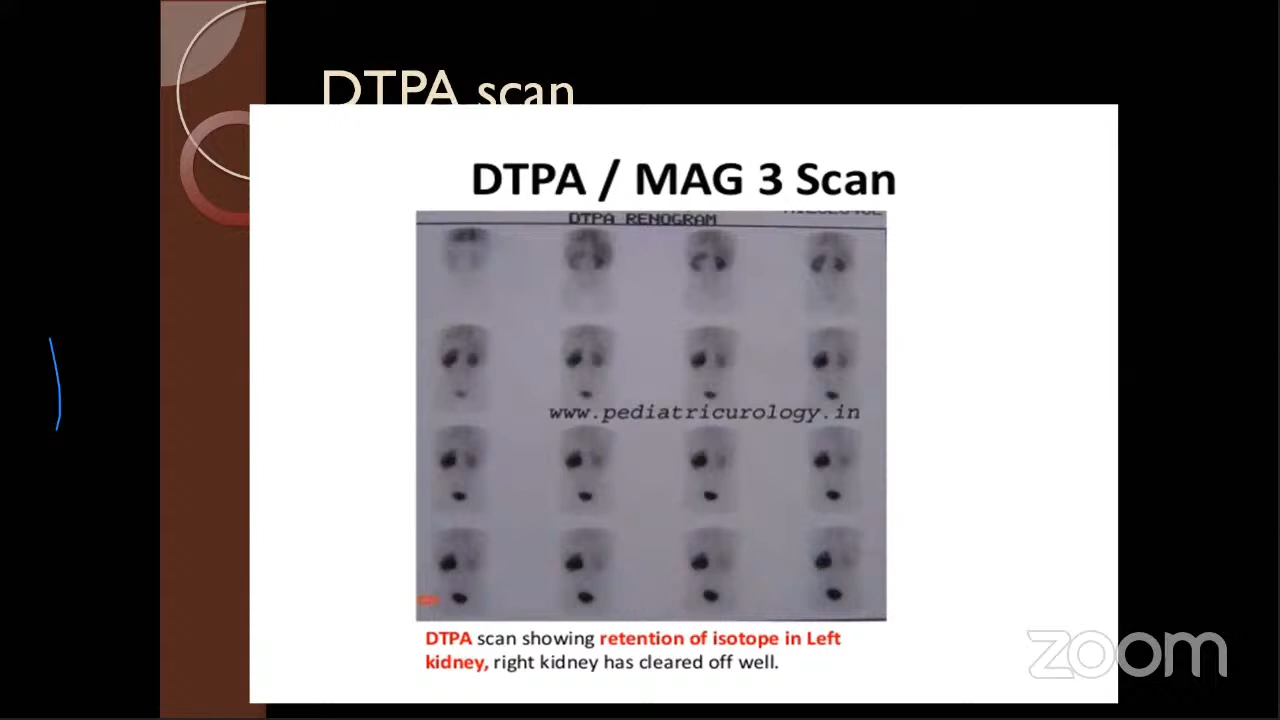 DTPA scan
DTPA / MAG 3 Scan
DTPA RENOGRAM
www.pediatricurology.in
DTPA scan showing retention of isotope in Left
kidney, right kidney has cleared off well.
zoom